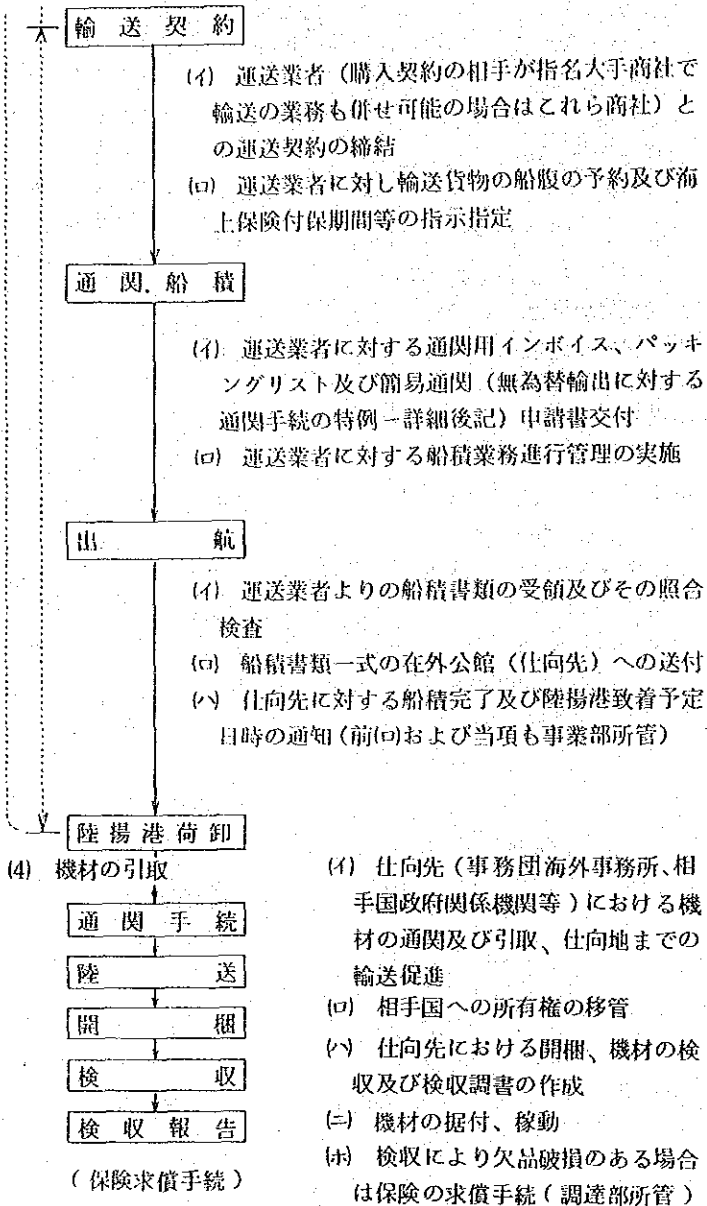 輸送契約
(イ) 運送業者（購入契約の相手が指名大手商社で
輸送の業務も併せ可能の場合はこれら商社）と
の運送契約の締結
(ロ) 運送業者に対し輸送貨物の船腹の予約及び海
上保険付保期間等の指示指定
通関.船積
(イ) 運送業者に対する通関用インボイス、パッキ
ングリスト及び簡易通関（無為替輸出に対する
通関手続の特例－詳細後記）申請書交付
(ロ) 運送業者に対する船積業務進行管理の実施
出航
(イ) 運送業者よりの船積書類の受領及びその照合
検査
(ロ) 船積書類一式の在外公館（仕向先）への送付
(ハ) 仕向先に対する船積完了及び陸揚港致着予定
日時の通知（前(ロ)および当項も事業部所管）
陸揚港荷卸
(4) 機材の引取
通関手続
陸送
開梱
検収
検収報告
（保険求償手続）
(イ) 仕向先（事務団海外事務所、相
手国政府関係機関等）における機
材の通関及び引取、仕向地までの
輸送促進
(ロ) 相手国への所有権の移管
(ハ) 仕向先における開梱、機材の検
収及び検収調書の作成
(ニ) 機材の据付、稼動
(ホ) 検収により欠品破損のある場合
は保険の求償手続（調達部所管）